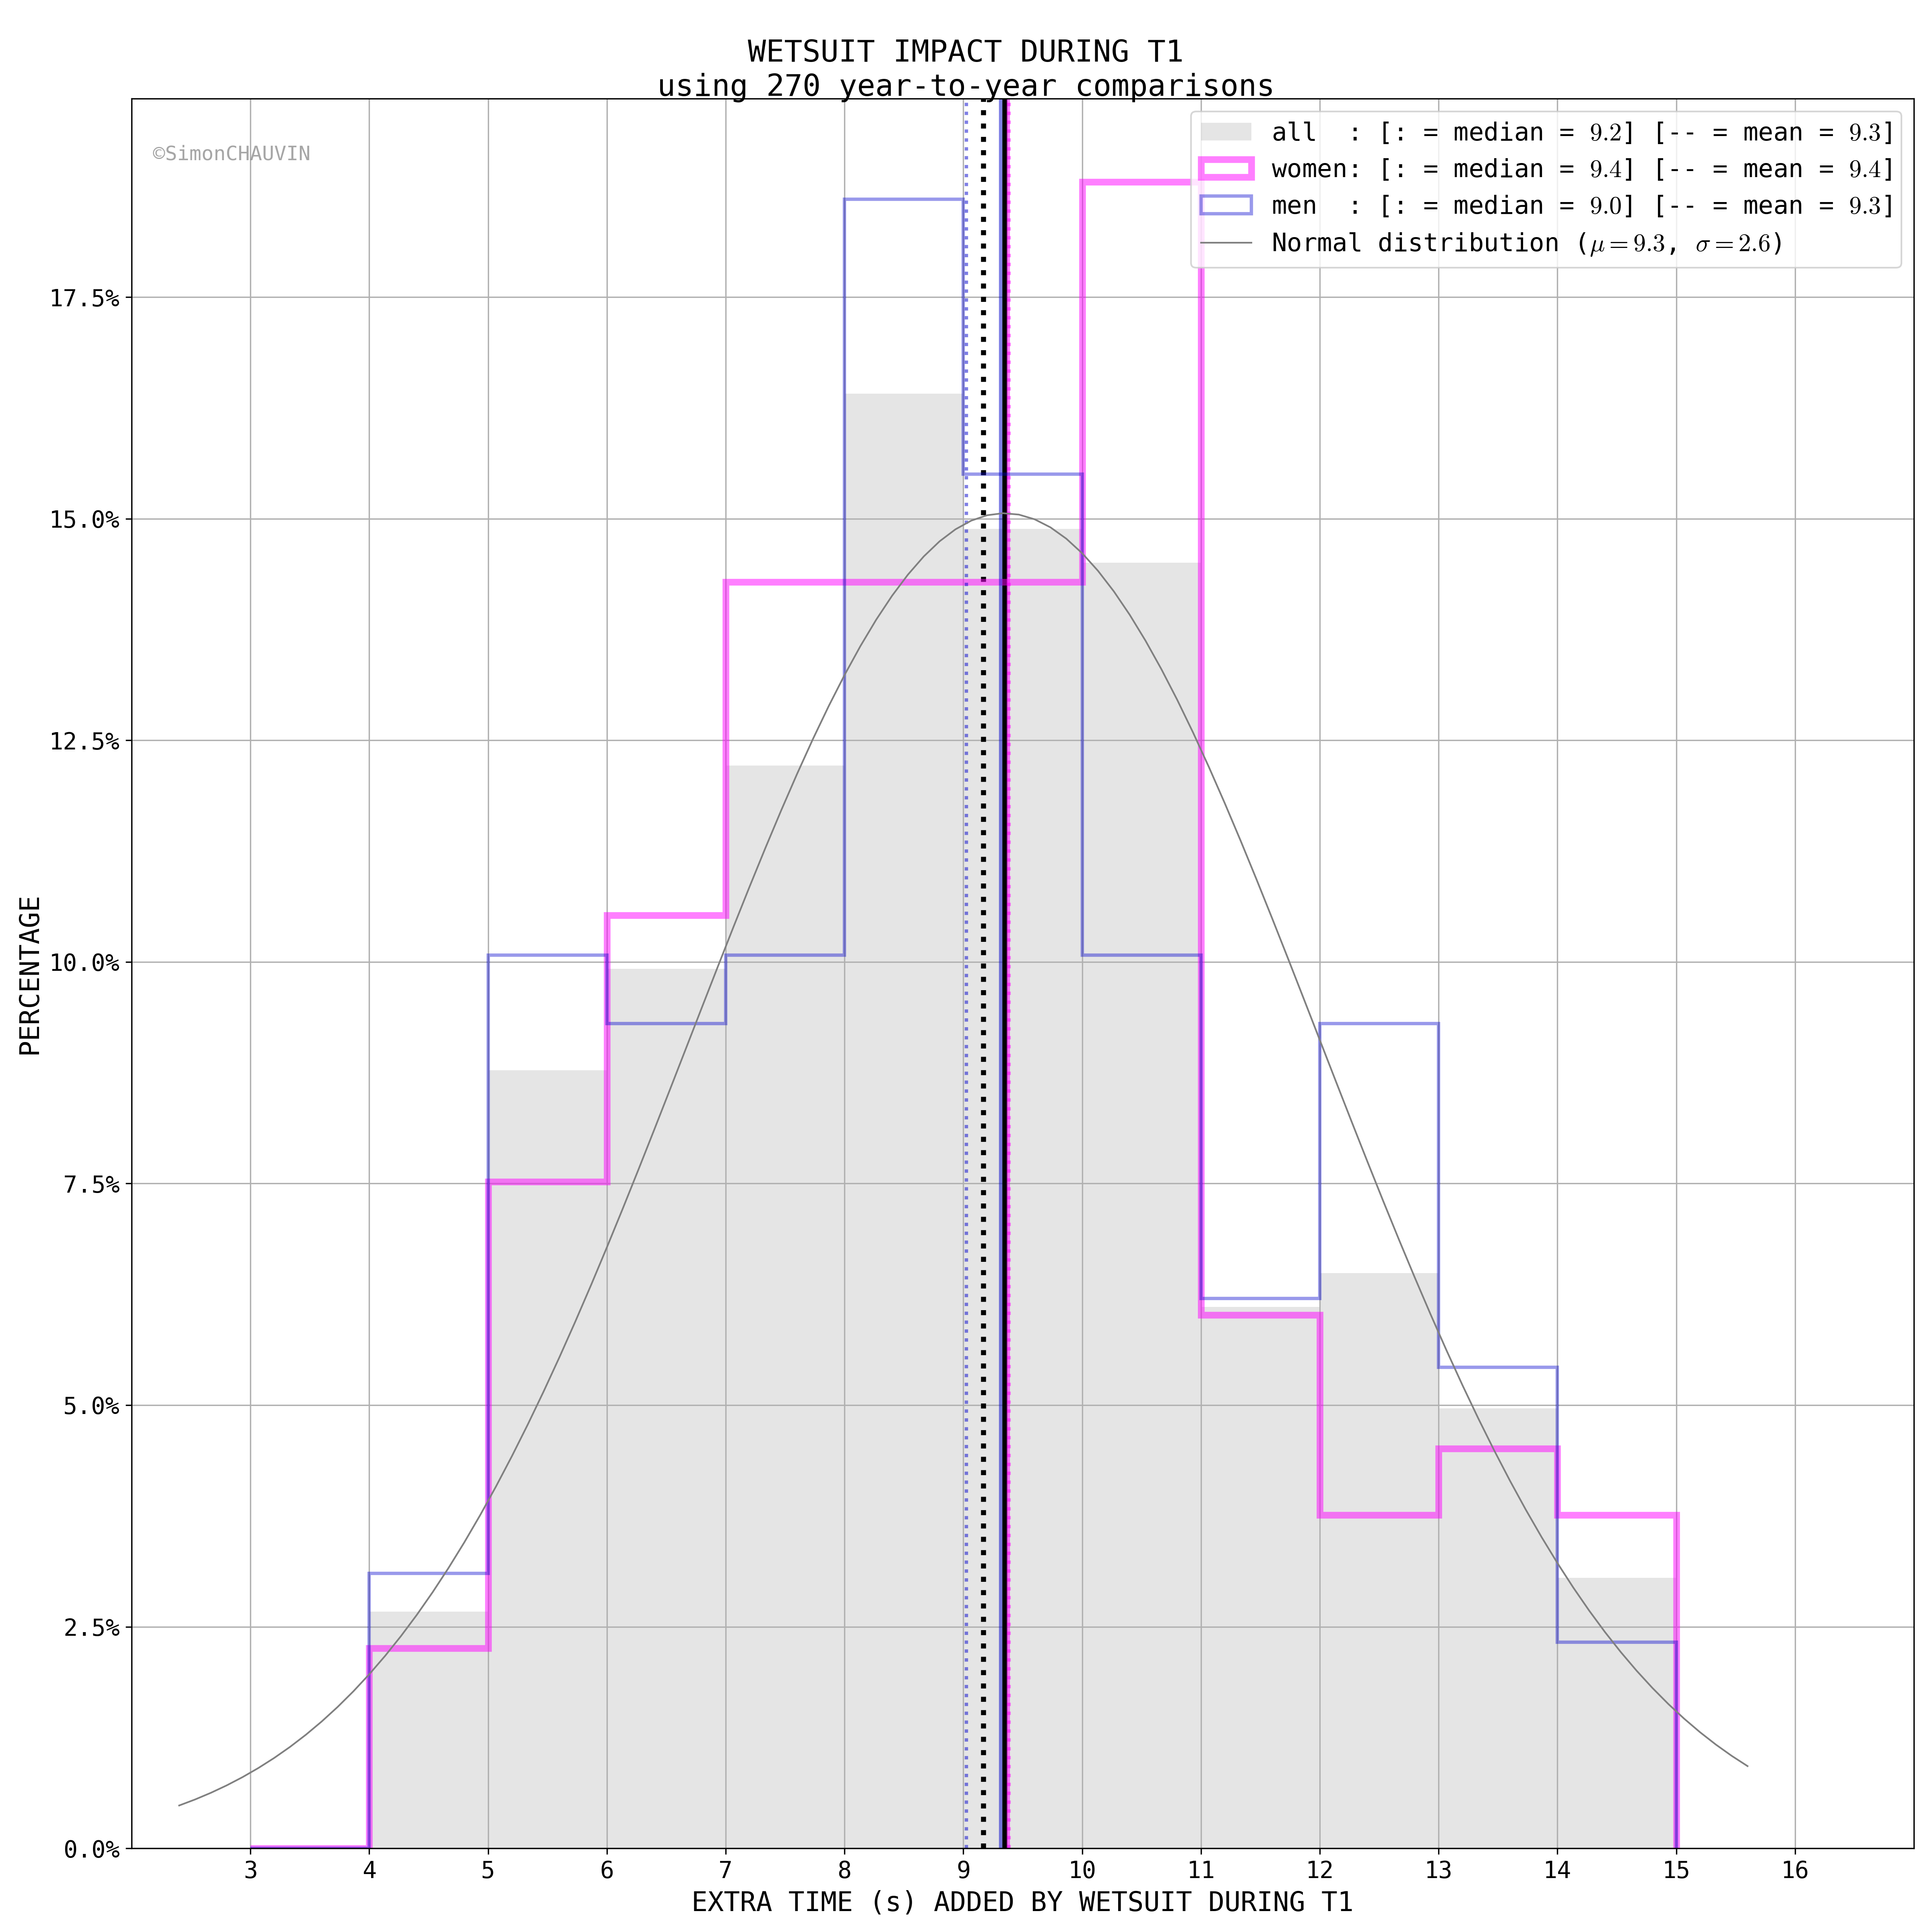 WETSUIT IMPACT DURING T1
using 270 year-to-year comparisons
©SimonCHAUVIN
all : [: = median = 9.2] [-- = mean = 9.3]
women: [: = median = 9.4] [-- = mean = 9.4]
men : [: = median = 9.0] [-- = mean = 9.3]
Normal distribution (μ=9.3, σ=2.6)
PERCENTAGE
17.5%
15.0%
12.5%
10.0%
7.5%
5.0%
2.5%
0.0%
3 4 5 6 7 8 9 10 11 12 13 14 15 16
EXTRA TIME (s) ADDED BY WETSUIT DURING T1